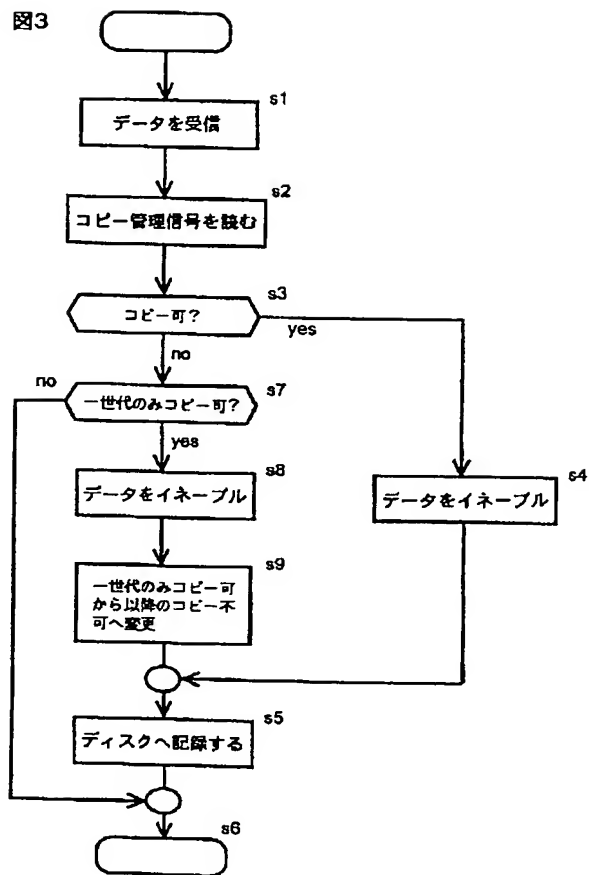 図3
s1
データを受信
s2
コピー管理信号を読む
s3
コピー可?
yes
no
no
s7
一世代のみコピー可?
yes
s8
データをイネーブル
s4
データをイネーブル
s9
一世代のみコピー可
から以降のコピー不
可へ変更
s5
ディスクへ記録する
s6